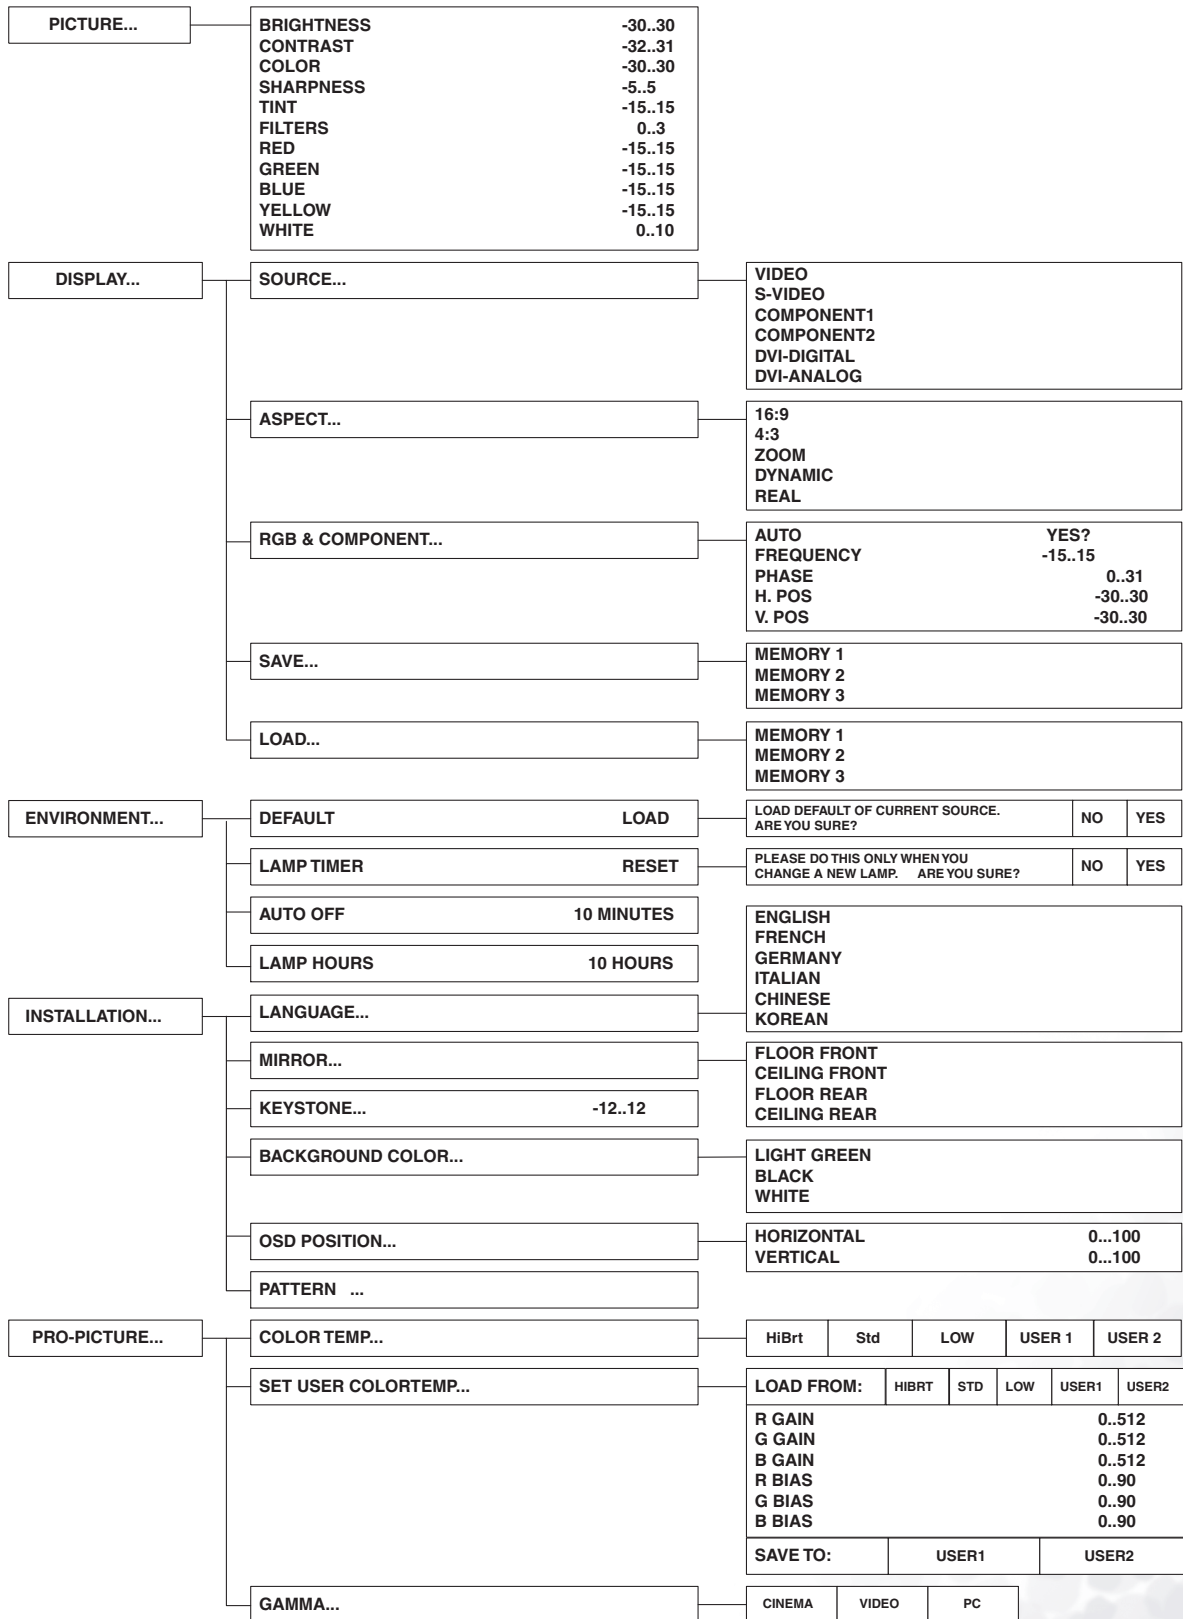 PICTURE...
BRIGHTNESS -30..30
CONTRAST -32..31
COLOR -30..30
SHARPNESS -5..5
TINT -15..15
FILTERS 0..3
RED -15..15
GREEN -15..15
BLUE -15..15
YELLOW -15..15
WHITE 0..10
DISPLAY...
SOURCE...
VIDEO
S-VIDEO
COMPONENT1
COMPONENT2
DVI-DIGITAL
DVI-ANALOG
ASPECT...
16:9
4:3
ZOOM
DYNAMIC
REAL
RGB & COMPONENT...
AUTO YES?
FREQUENCY -15..15
PHASE 0..31
H. POS -30..30
V. POS -30..30
SAVE...
MEMORY 1
MEMORY 2
MEMORY 3
LOAD...
MEMORY 1
MEMORY 2
MEMORY 3
ENVIRONMENT...
DEFAULT LOAD
LOAD DEFAULT OF CURRENT SOURCE.
ARE YOU SURE?
NO YES
LAMP TIMER RESET
PLEASE DO THIS ONLY WHEN YOU
CHANGE A NEW LAMP. ARE YOU SURE?
NO YES
AUTO OFF 10 MINUTES
LAMP HOURS 10 HOURS
INSTALLATION...
LANGUAGE...
ENGLISH
FRENCH
GERMANY
ITALIAN
CHINESE
KOREAN
MIRROR...
FLOOR FRONT
CEILING FRONT
FLOOR REAR
CEILING REAR
KEYSTONE... -12..12
BACKGROUND COLOR...
LIGHT GREEN
BLACK
WHITE
OSD POSITION...
HORIZONTAL 0...100
VERTICAL 0...100
PATTERN ...
PRO-PICTURE...
COLOR TEMP...
HiBrt Std LOW USER 1 USER 2
SET USER COLORTEMP...
LOAD FROM: HIBRT STD LOW USER1 USER2
R GAIN 0..512
G GAIN 0..512
B GAIN 0..512
R BIAS 0..90
G BIAS 0..90
B BIAS 0..90
SAVE TO: USER1 USER2
GAMMA...
CINEMA VIDEO PC